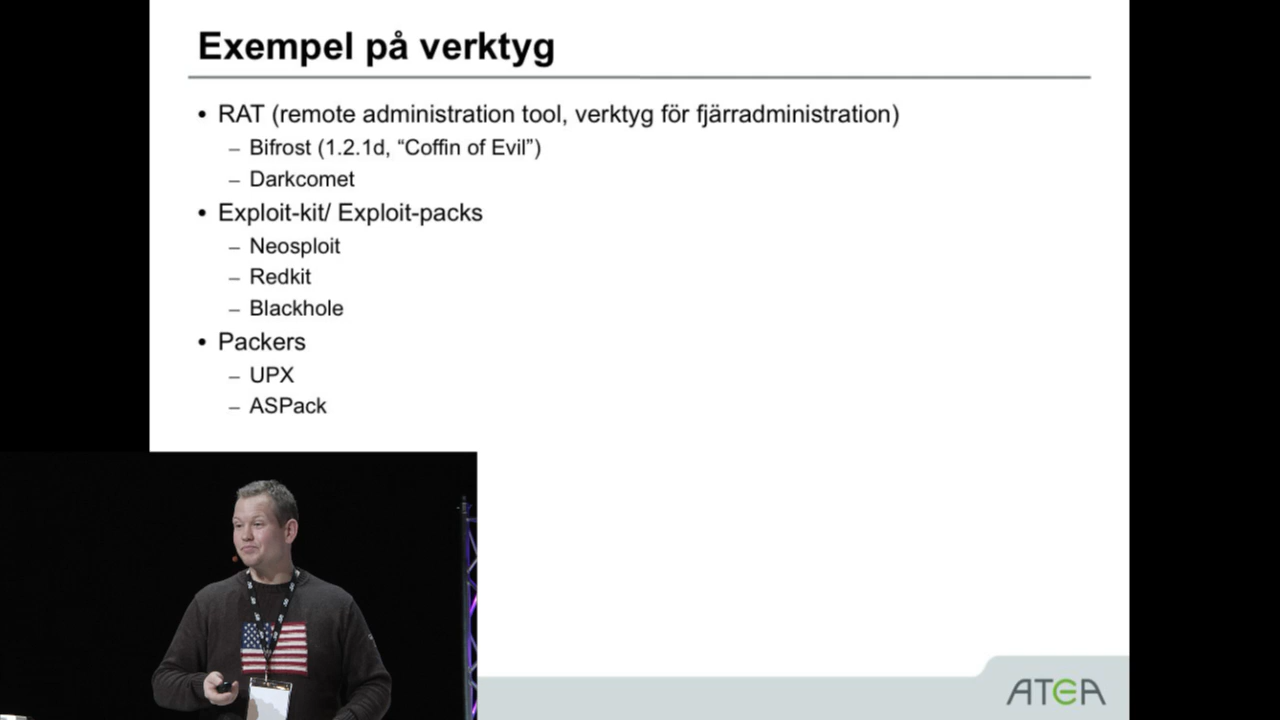 Exempel på verktyg
• RAT (remote administration tool, verktyg för fjärradministration)
– Bifrost (1.2.1d, “Coffin of Evil”)
– Darkcomet
• Exploit-kit/ Exploit-packs
– Neosploit
– Redkit
– Blackhole
• Packers
– UPX
– ASPack
ATEA